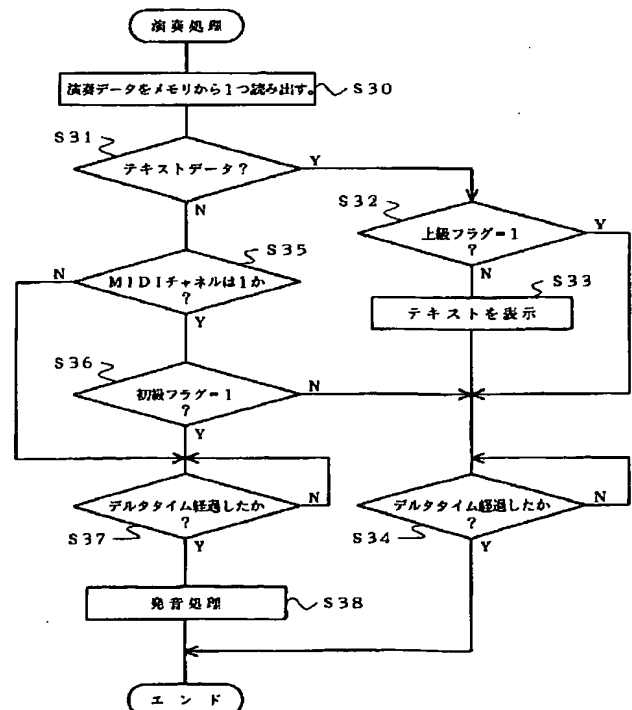 演奏処理
演奏データをメモリから1つ読み出す。
S30
S31
テキストデータ?
Y
N
S32
上級フラグ=1
?
Y
N
S33
テキストを表示
S35
MIDIチャネルは1か
?
N
Y
S36
初級フラグ=1
?
N
Y
デルタタイム経過したか
?
N
S37
Y
デルタタイム経過したか
?
N
S34
Y
発音処理
S38
エンド